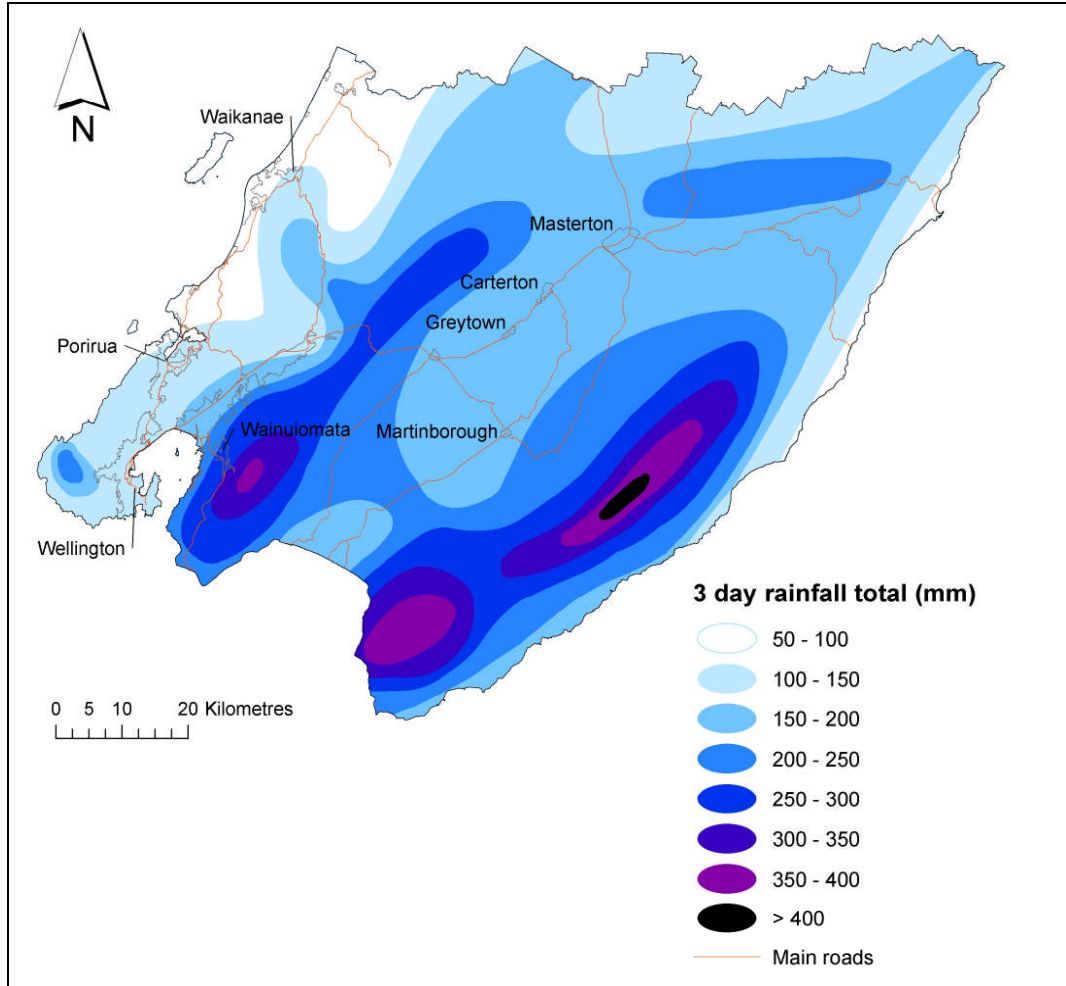 N
Waikanae
Masterton
Carterton
Greytown
Porirua
Wainuiomata
Martinborough
Wellington
3 day rainfall total (mm)
50 - 100
100 - 150
150 - 200
200 - 250
250 - 300
300 - 350
350 - 400
> 400
Main roads
0 5 10 20 Kilometres